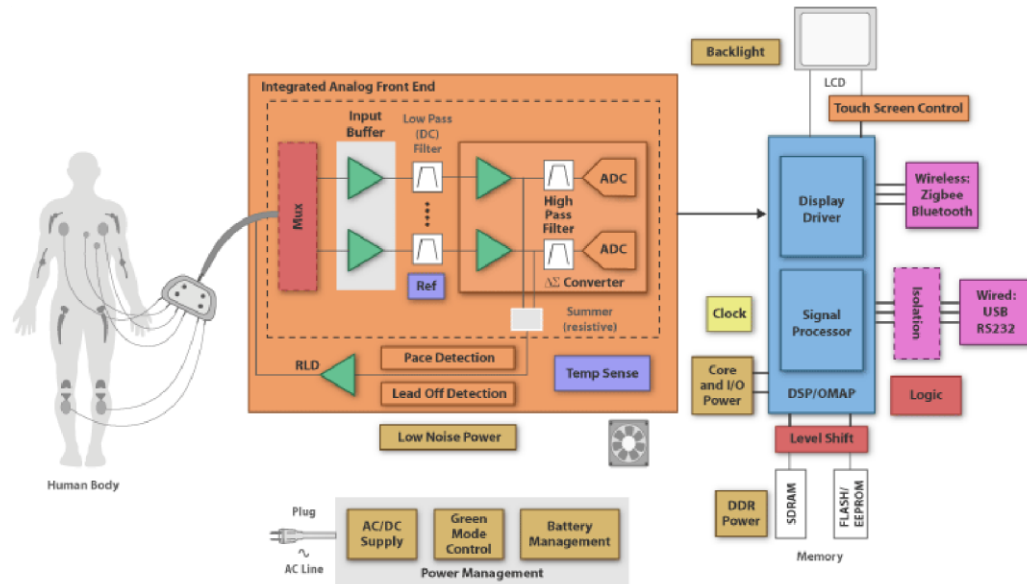 Backlight
LCD
Touch Screen Control
Integrated Analog Front End
Input
Buffer
Low Pass
(DC)
Filter
Mux
ADC
High
Pass
Filter
ADC
ΔΣ Converter
Ref
Summer
(resistive)
RLD
Pace Detection
Lead Off Detection
Temp Sense
Low Noise Power
Human Body
Display
Driver
Wireless:
Zigbee
Bluetooth
Clock
Signal
Processor
Isolation
Wired:
USB
RS232
Core
and I/O
Power
DSP/OMAP
Logic
Level Shift
DDR
Power
SDRAM
FLASH/
EEPROM
Memory
Plug
AC Line
AC/DC
Supply
Green
Mode
Control
Battery
Management
Power Management